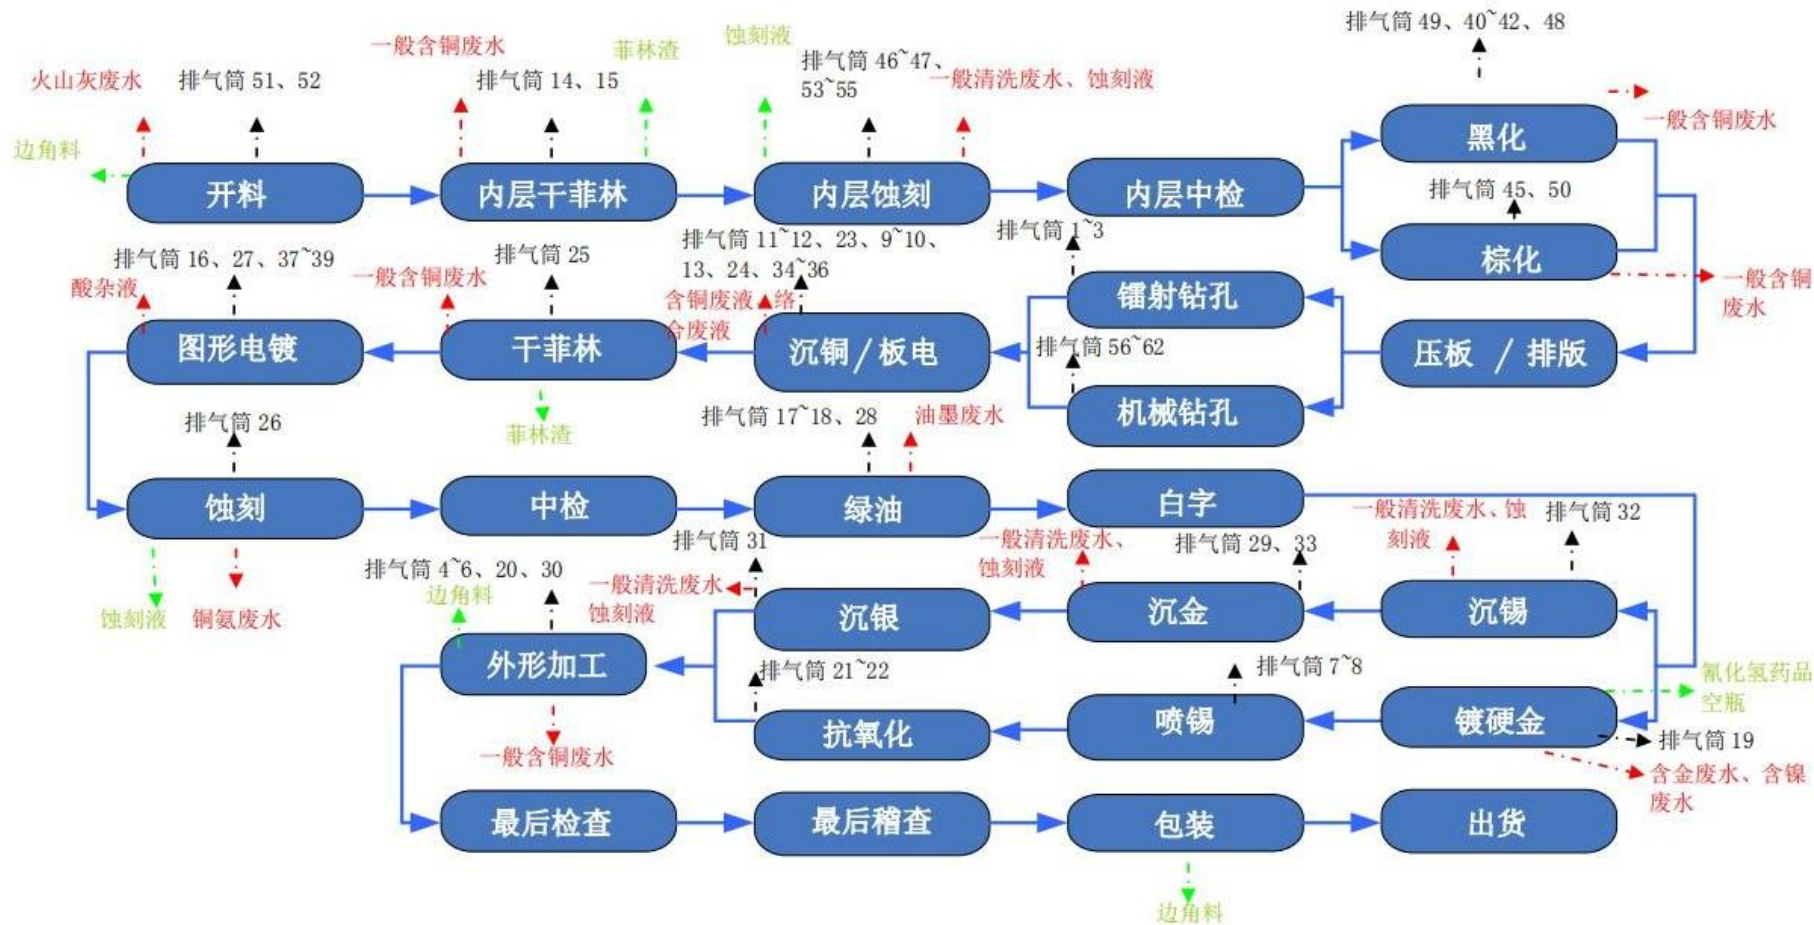 排气筒 49、40~42、48
一般含铜废水
菲林渣
蚀刻液
火山灰废水
排气筒 51、52
排气筒 14、15
排气筒 46~47、
53~55
一般清洗废水、蚀刻液
一般含铜废水
边角料
黑化
开料
内层干菲林
内层蚀刻
内层中检
排气筒 45、50
棕化
一般含铜
废水
排气筒 16、27、37~39
酸杂液
一般含铜废水
排气筒 25
排气筒 11~12、23、9~10、
13、24、34~36
含铜废液、络
合废液
排气筒 1~3
镭射钻孔
图形电镀
干菲林
沉铜/板电
排气筒 56~62
压板 / 排版
机械钻孔
菲林渣
排气筒 26
排气筒 17~18、28
油墨废水
蚀刻
中检
绿油
白字
蚀刻液
铜氨废水
排气筒 4~6、20、30
边角料
排气筒 31
一般清洗废水
蚀刻液
一般清洗废水、
蚀刻液
排气筒 29、33
一般清洗废水、蚀
刻液
排气筒 32
沉银
沉金
沉锡
外形加工
排气筒 21~22
排气筒 7~8
氰化氢药品
空瓶
抗氧化
喷锡
镀硬金
排气筒 19
一般含铜废水
含金废水、含镍
废水
最后检查
最后稽查
包装
出货
边角料